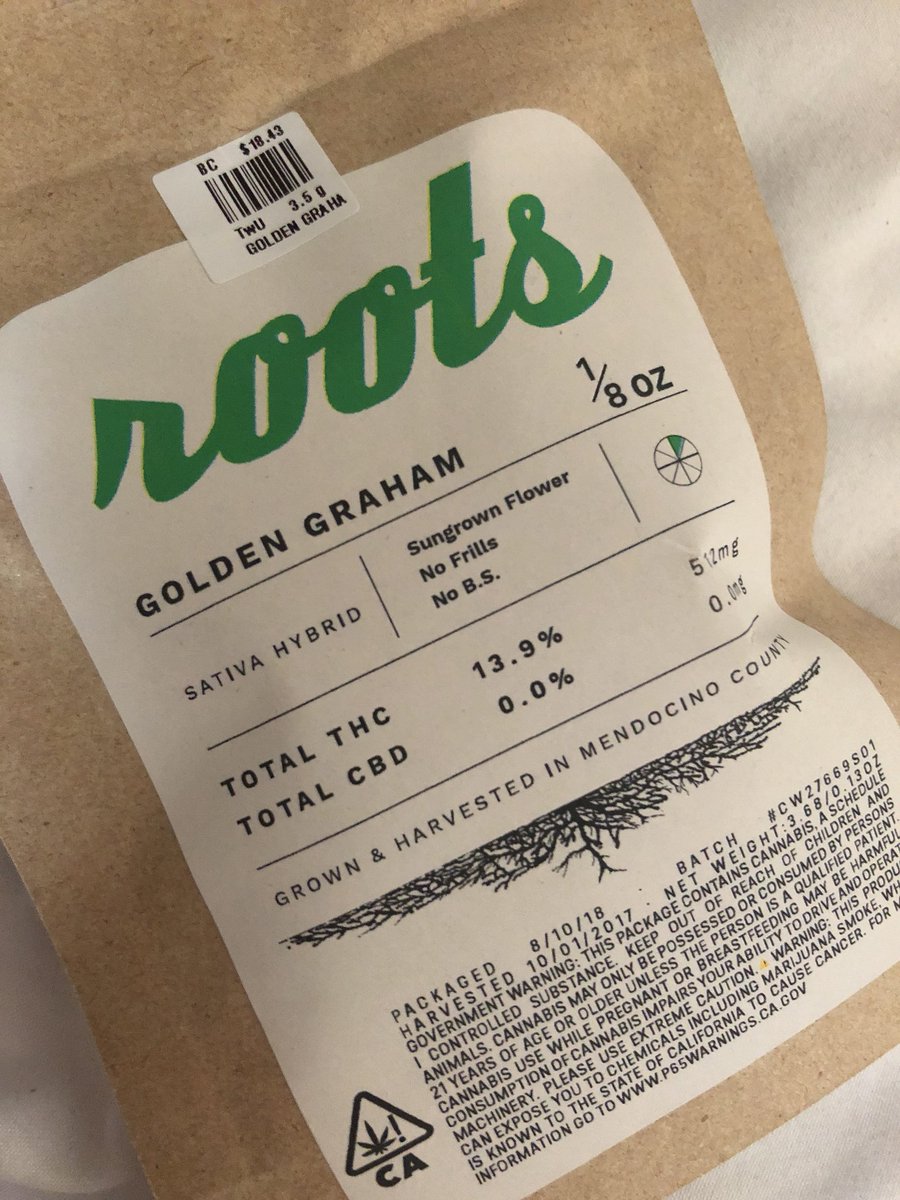 BC $18.43
TwU 3.5 g
GOLDEN GRAHA
roots
1/8 OZ
GOLDEN GRAHAM
SATIVA HYBRID
Sungrown Flower
No Frills
No B.S.
TOTAL THC 13.9% 512mg
TOTAL CBD 0.0% 0.0mg
GROWN & HARVESTED IN MENDOCINO COUNTY
PACKAGED 8/10/18 BATCH #CW27669S01
HARVESTED 10/01/2017 . NET WEIGHT:3.68/0.13OZ
GOVERNMENT WARNING: THIS PACKAGE CONTAINS CANNABIS, A SCHEDULE
I CONTROLLED SUBSTANCE. KEEP OUT OF REACH OF CHILDREN AND
ANIMALS. CANNABIS MAY ONLY BE POSSESSED OR CONSUMED BY PERSONS
21 YEARS OF AGE OR OLDER UNLESS THE PERSON IS A QUALIFIED PATIENT.
CANNABIS USE WHILE PREGNANT OR BREASTFEEDING MAY BE HARMFUL
CONSUMPTION OF CANNABIS IMPAIRS YOUR ABILITY TO DRIVE AND OPERAT
MACHINERY. PLEASE USE EXTREME CAUTION. WARNING: THIS PRODU
CAN EXPOSE YOU TO CHEMICALS INCLUDING MARIJUANA SMOKE, WH
IS KNOWN TO THE STATE OF CALIFORNIA TO CAUSE CANCER. FOR M
INFORMATION GO TO WWW.P65WARNINGS.CA.GOV
CA